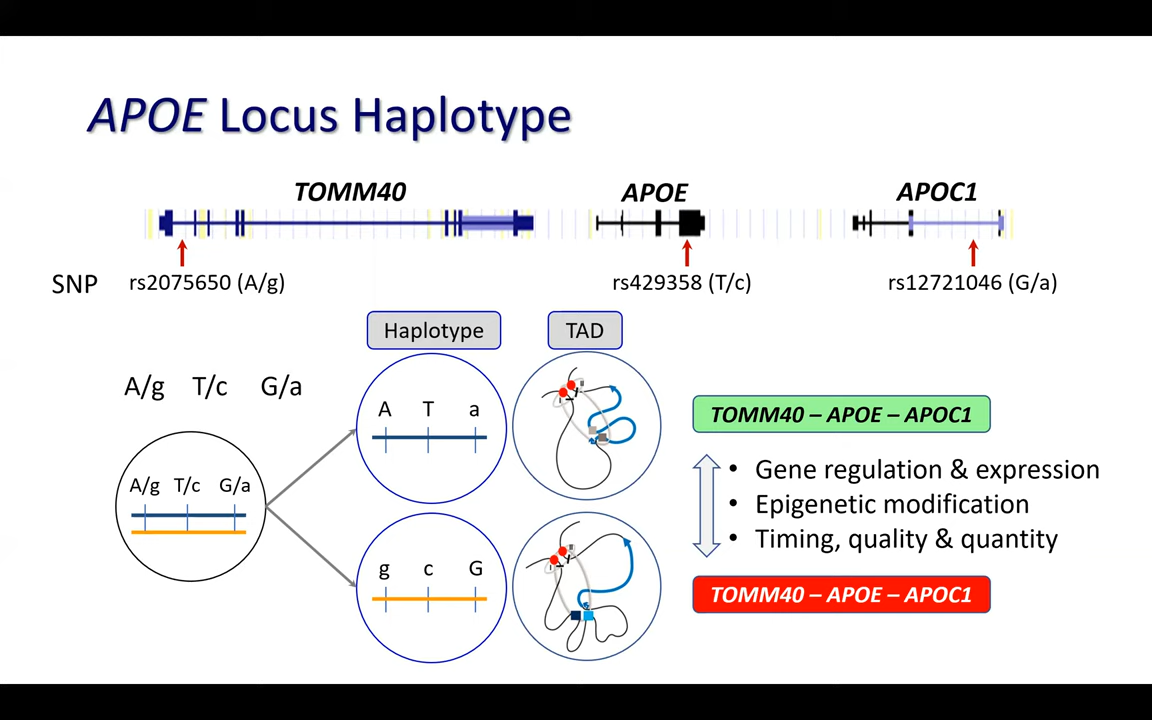 APOE Locus Haplotype
TOMM40 APOE APOC1
SNP rs2075650 (A/g) rs429358 (T/c) rs12721046 (G/a)
Haplotype TAD
A/g T/c G/a
A T a
TOMM40 – APOE – APOC1
A/g T/c G/a
• Gene regulation & expression
• Epigenetic modification
• Timing, quality & quantity
g c G
TOMM40 – APOE – APOC1